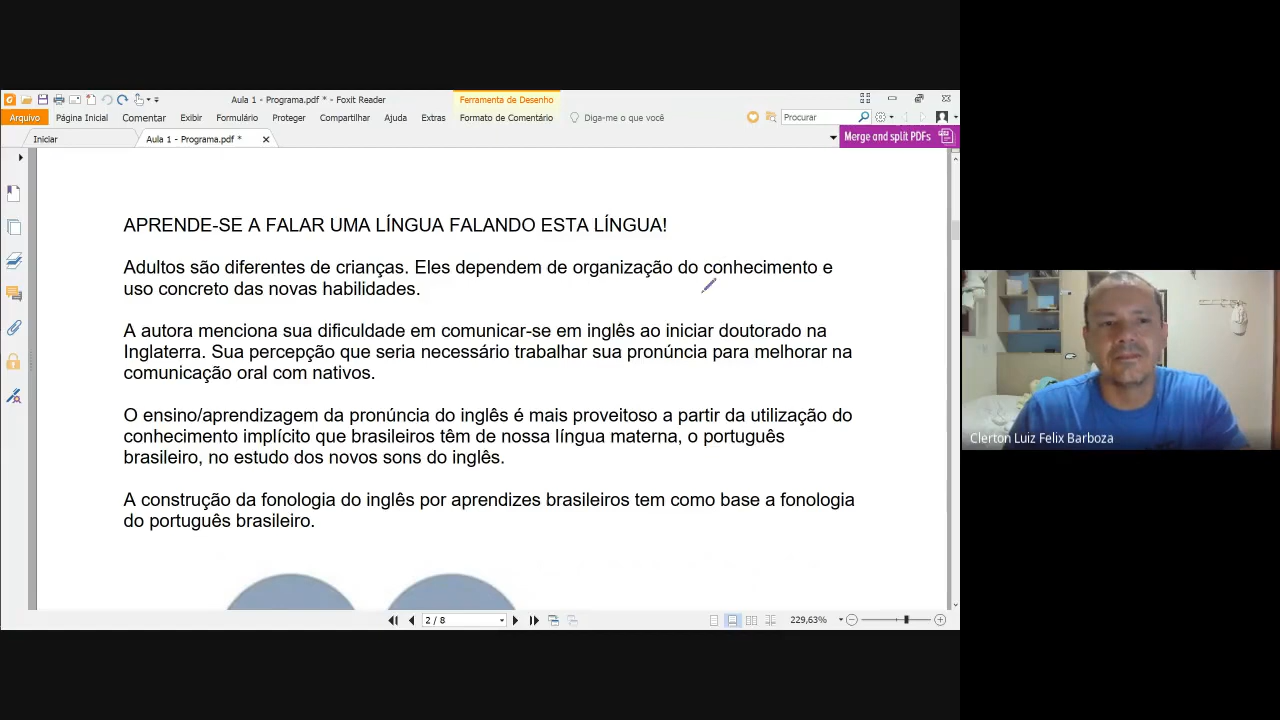 Aula 1 - Programa.pdf * - Foxit Reader
Ferramenta de Desenho
Arquivo Página Inicial Comentar Exibir Formulário Proteger Compartilhar Ajuda Extras Formato de Comentário Diga-me o que você Procurar
Iniciar Aula 1 - Programa.pdf * Merge and split PDFs
APRENDE-SE A FALAR UMA LÍNGUA FALANDO ESTA LÍNGUA!
Adultos são diferentes de crianças. Eles dependem de organização do conhecimento e
uso concreto das novas habilidades.
A autora menciona sua dificuldade em comunicar-se em inglês ao iniciar doutorado na
Inglaterra. Sua percepção que seria necessário trabalhar sua pronúncia para melhorar na
comunicação oral com nativos.
O ensino/aprendizagem da pronúncia do inglês é mais proveitoso a partir da utilização do
conhecimento implícito que brasileiros têm de nossa língua materna, o português
brasileiro, no estudo dos novos sons do inglês.
A construção da fonologia do inglês por aprendizes brasileiros tem como base a fonologia
do português brasileiro.
2 / 8 229,63%
Clerton Luiz Felix Barboza